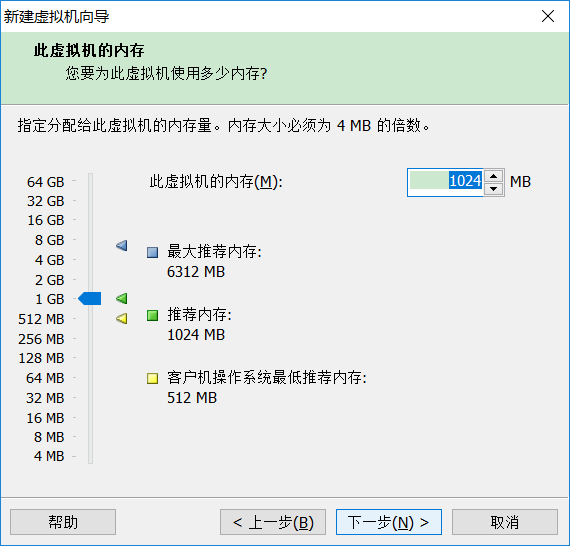 新建虚拟机向导
此虚拟机的内存
您要为此虚拟机使用多少内存?
指定分配给此虚拟机的内存量。内存大小必须为 4 MB 的倍数。
此虚拟机的内存(M): 1024 MB
64 GB
32 GB
16 GB
8 GB
4 GB
2 GB
1 GB
512 MB
256 MB
128 MB
64 MB
32 MB
16 MB
8 MB
4 MB
最大推荐内存:
6312 MB
推荐内存:
1024 MB
客户机操作系统最低推荐内存:
512 MB
帮助 < 上一步(B) 下一步(N) > 取消